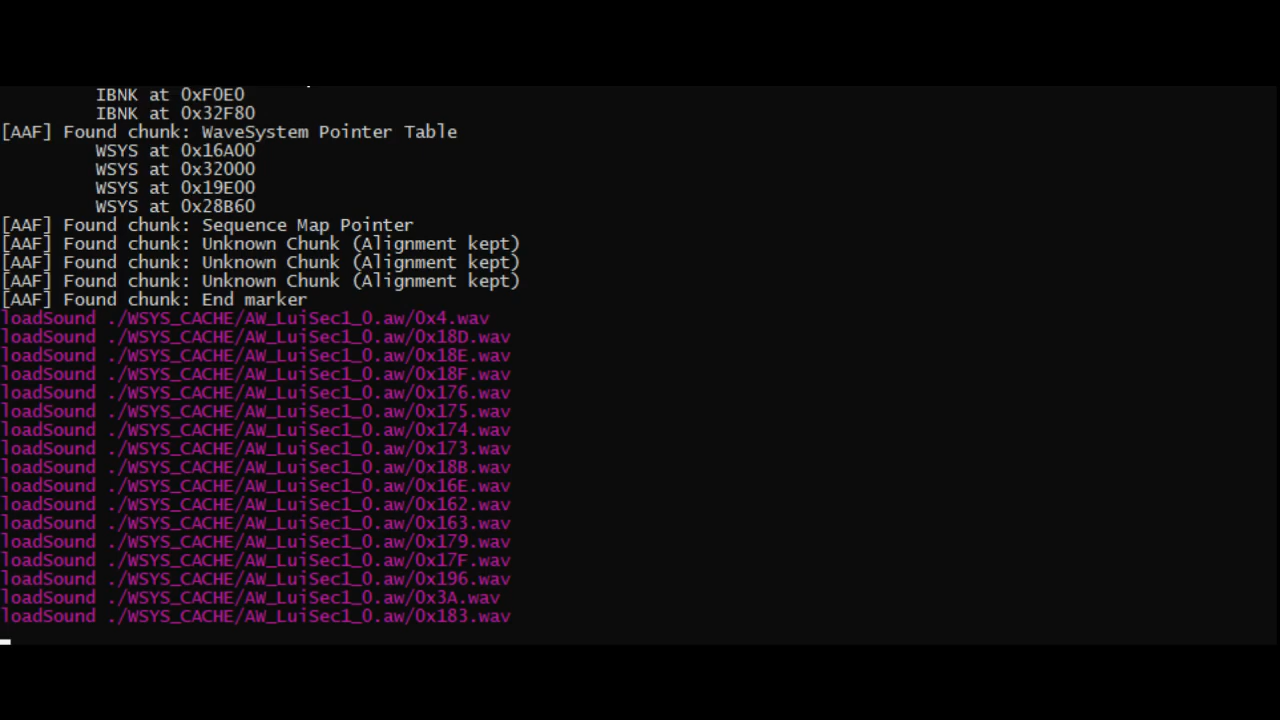 IBNK at 0xF0E0
IBNK at 0x32F80
[AAF] Found chunk: WaveSystem Pointer Table
WSYS at 0x16A00
WSYS at 0x32000
WSYS at 0x19E00
WSYS at 0x28B60
[AAF] Found chunk: Sequence Map Pointer
[AAF] Found chunk: Unknown Chunk (Alignment kept)
[AAF] Found chunk: Unknown Chunk (Alignment kept)
[AAF] Found chunk: Unknown Chunk (Alignment kept)
[AAF] Found chunk: End marker
loadSound ./WSYS_CACHE/AW_LuiSec1_0.aw/0x4.wav
loadSound ./WSYS_CACHE/AW_LuiSec1_0.aw/0x18D.wav
loadSound ./WSYS_CACHE/AW_LuiSec1_0.aw/0x18E.wav
loadSound ./WSYS_CACHE/AW_LuiSec1_0.aw/0x18F.wav
loadSound ./WSYS_CACHE/AW_LuiSec1_0.aw/0x176.wav
loadSound ./WSYS_CACHE/AW_LuiSec1_0.aw/0x175.wav
loadSound ./WSYS_CACHE/AW_LuiSec1_0.aw/0x174.wav
loadSound ./WSYS_CACHE/AW_LuiSec1_0.aw/0x173.wav
loadSound ./WSYS_CACHE/AW_LuiSec1_0.aw/0x18B.wav
loadSound ./WSYS_CACHE/AW_LuiSec1_0.aw/0x16E.wav
loadSound ./WSYS_CACHE/AW_LuiSec1_0.aw/0x162.wav
loadSound ./WSYS_CACHE/AW_LuiSec1_0.aw/0x163.wav
loadSound ./WSYS_CACHE/AW_LuiSec1_0.aw/0x179.wav
loadSound ./WSYS_CACHE/AW_LuiSec1_0.aw/0x17F.wav
loadSound ./WSYS_CACHE/AW_LuiSec1_0.aw/0x196.wav
loadSound ./WSYS_CACHE/AW_LuiSec1_0.aw/0x3A.wav
loadSound ./WSYS_CACHE/AW_LuiSec1_0.aw/0x183.wav